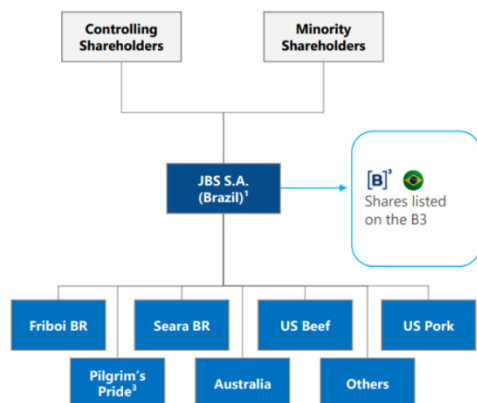 Controlling
Shareholders
Minority
Shareholders
JBS S.A.
(Brazil)¹
[B]³
Shares listed
on the B3
Friboi BR
Seara BR
US Beef
US Pork
Pilgrim's
Pride³
Australia
Others